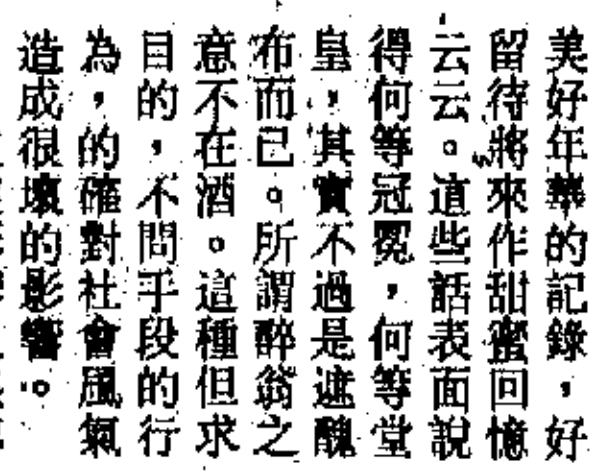 美好年華的記錄，好
留待將來作甜蜜回憶
云云。這些話表面說
得何等冠冕，何等堂
皇，其實不過是遮醜
布而已。所謂醉翁之
意不在酒。這種但求
目的，不問手段的行
為，的確對社會風氣
造成很壞的影響。